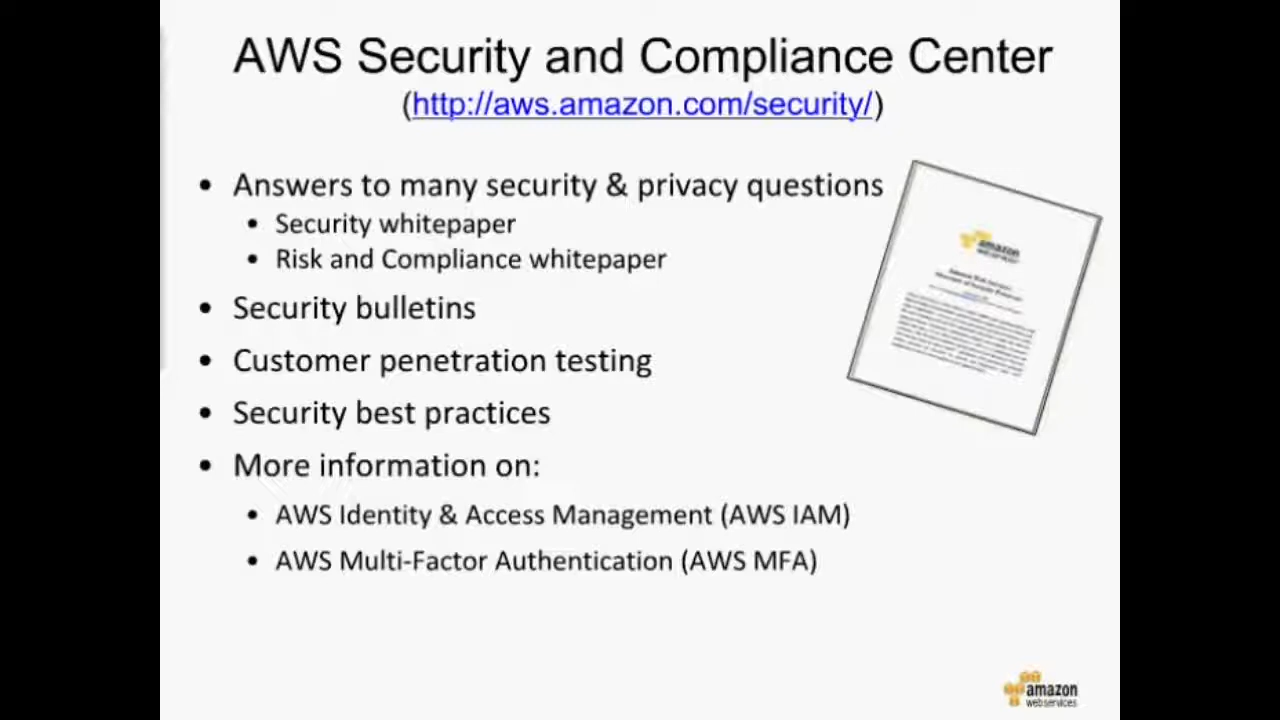 AWS Security and Compliance Center
(http://aws.amazon.com/security/)
• Answers to many security & privacy questions
• Security whitepaper
• Risk and Compliance whitepaper
• Security bulletins
• Customer penetration testing
• Security best practices
• More information on:
• AWS Identity & Access Management (AWS IAM)
• AWS Multi-Factor Authentication (AWS MFA)
amazon
amazon
webservices